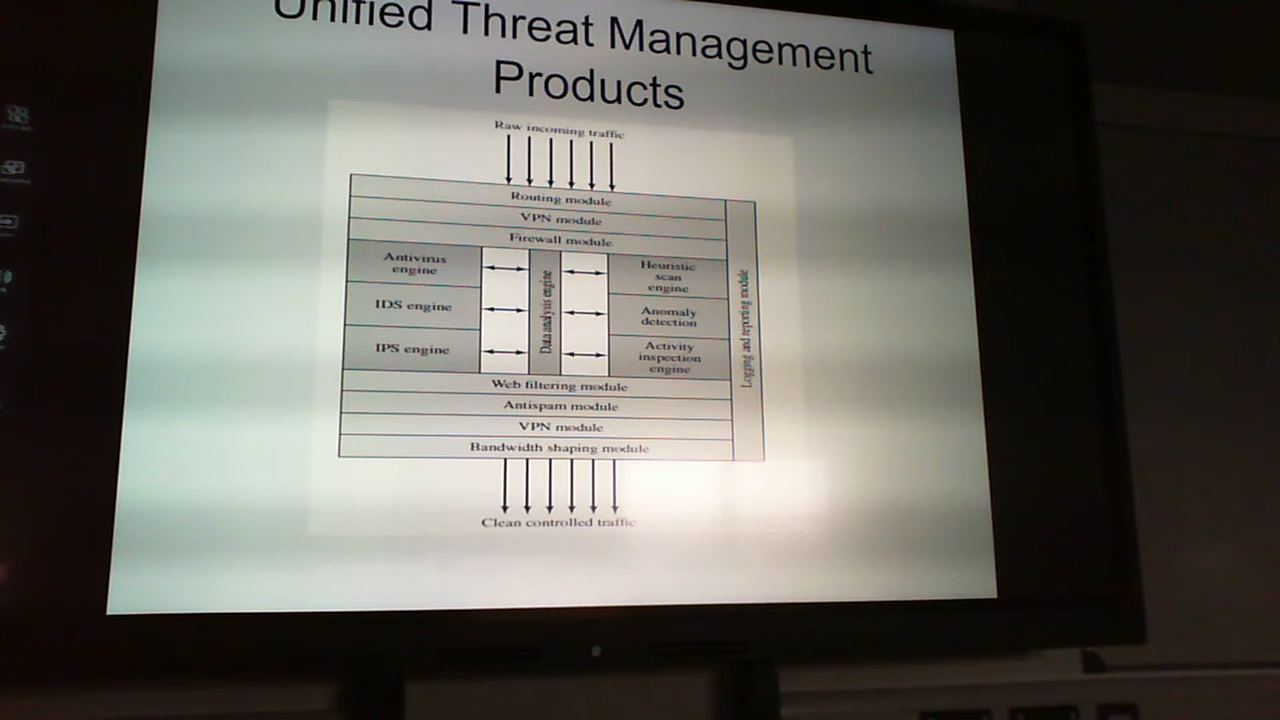 Unified Threat Management
Products
Raw incoming traffic
Routing module
VPN module
Firewall module
Antivirus
engine
IDS engine
IPS engine
Data analysis engine
Heuristic
scan
engine
Anomaly
detection
Activity
inspection
engine
Logging and reporting module
Web filtering module
Antispam module
VPN module
Bandwidth shaping module
Clean controlled traffic